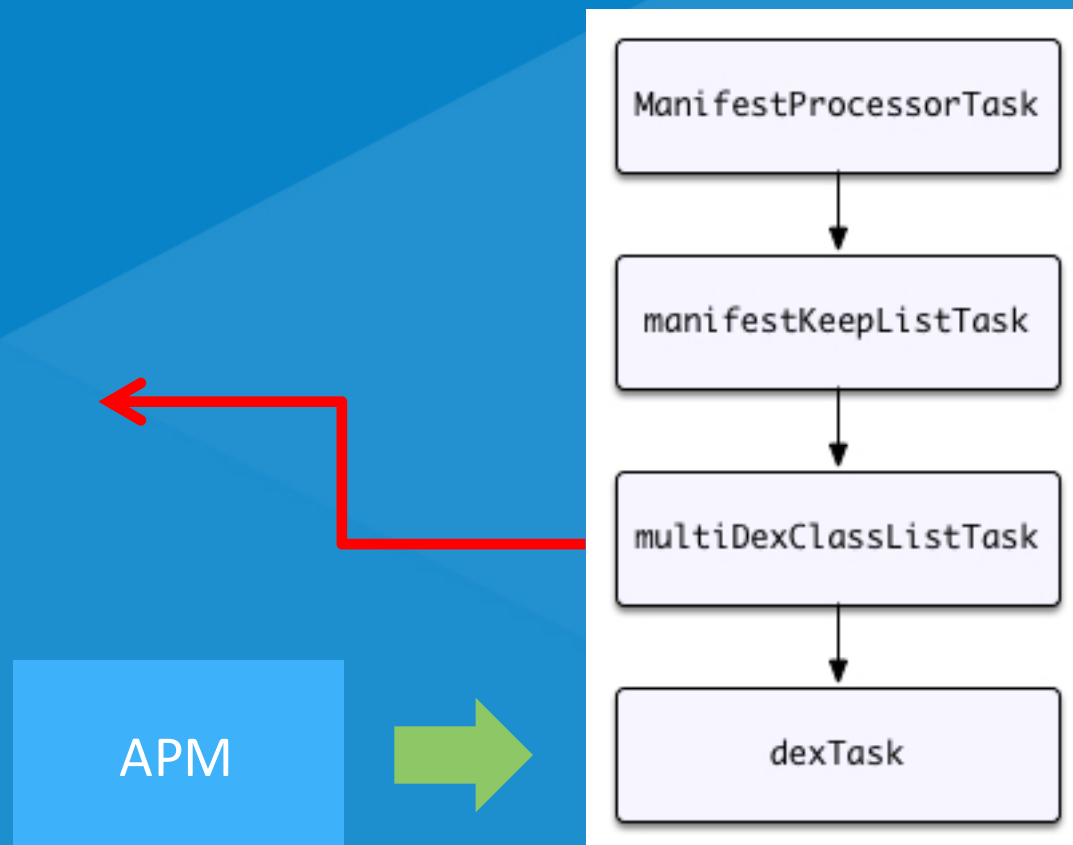 ManifestProcessorTask
manifestKeepListTask
multiDexClassListTask
APM
dexTask